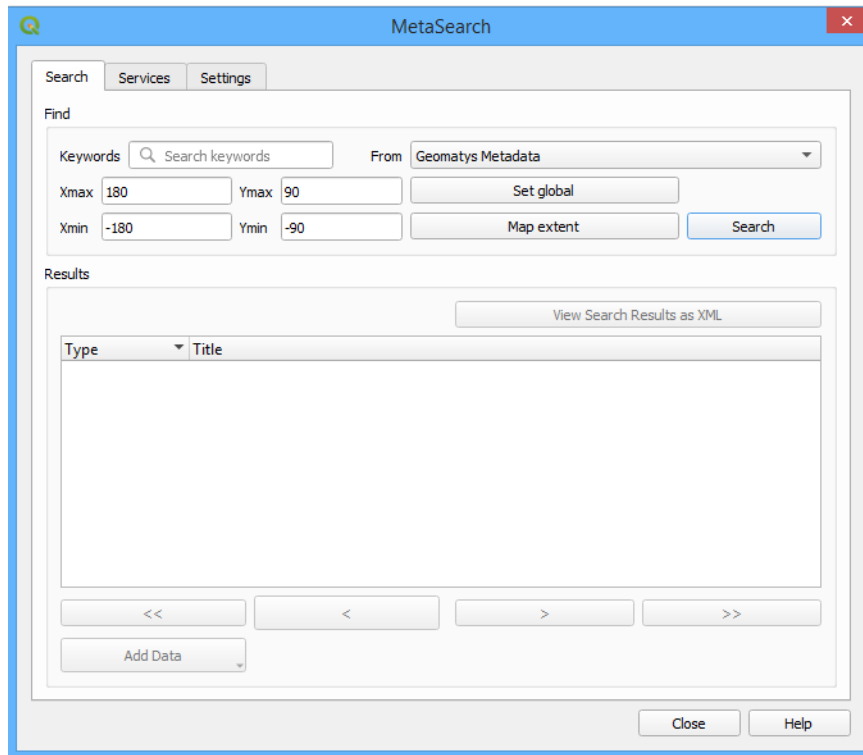 MetaSearch
Search Services Settings
Find
Keywords Search keywords From Geomatys Metadata
Xmax 180 Ymax 90 Set global
Xmin -180 Ymin -90 Map extent Search
Results
View Search Results as XML
Type Title
<< < > >>
Add Data
Close Help